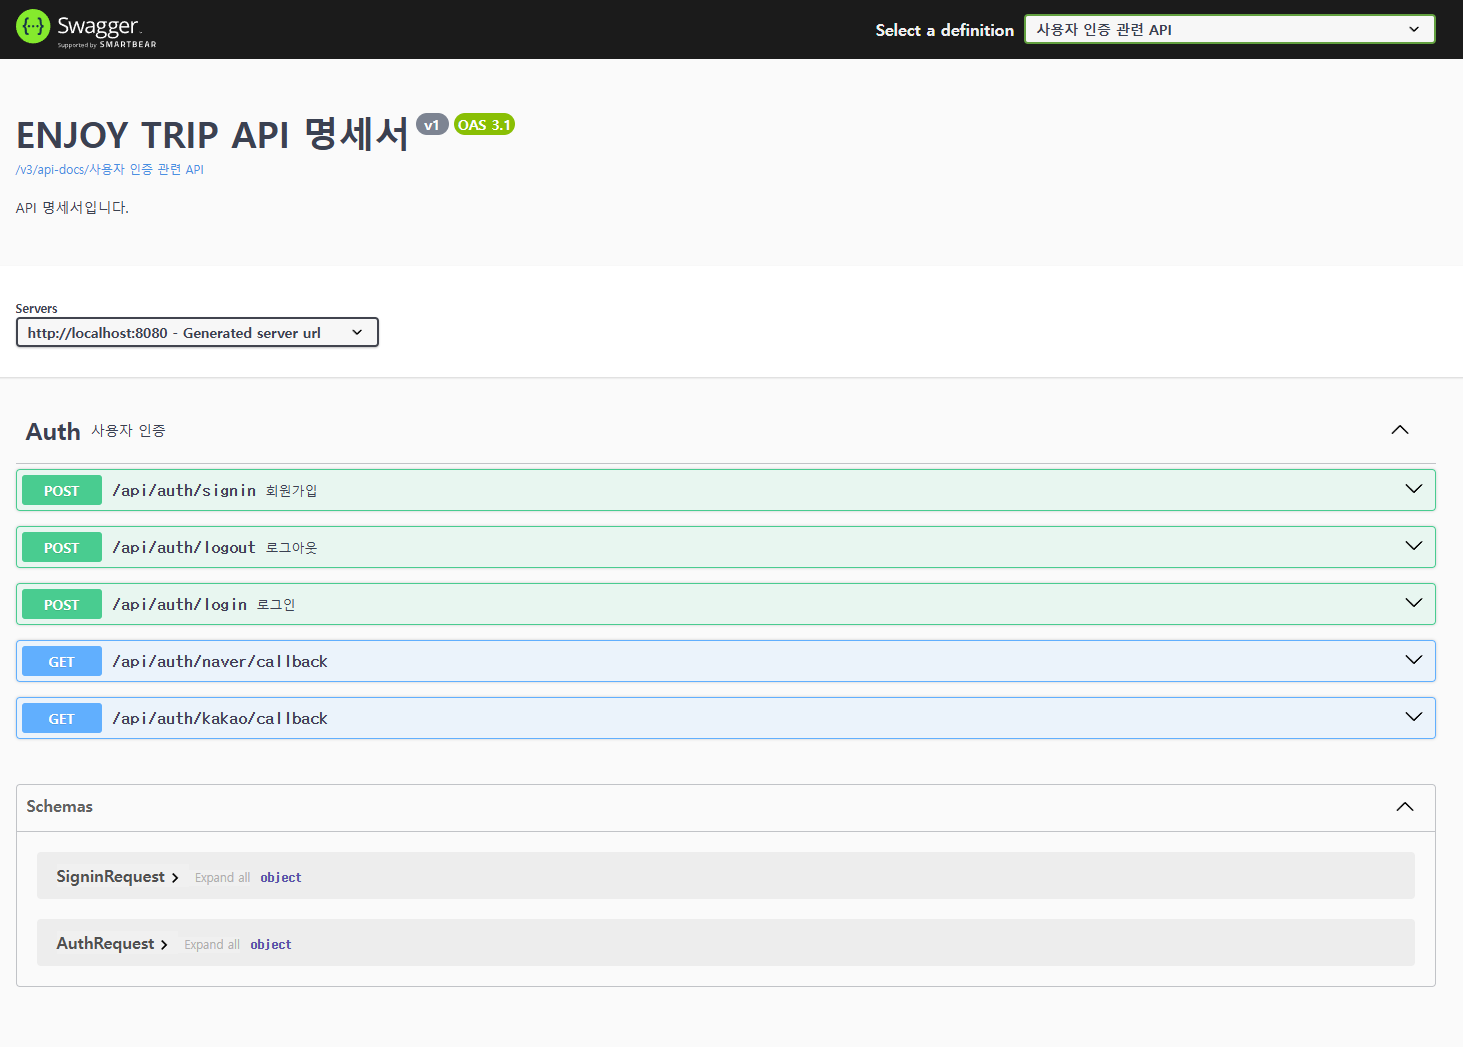 Swagger.
Supported by SMARTBEAR
Select a definition
사용자 인증 관련 API
ENJOY TRIP API 명세서 v1 OAS 3.1
/v3/api-docs/사용자 인증 관련 API
API 명세서입니다.
Servers
http://localhost:8080 - Generated server url
Auth 사용자 인증
POST /api/auth/signin 회원가입
POST /api/auth/logout 로그아웃
POST /api/auth/login 로그인
GET /api/auth/naver/callback
GET /api/auth/kakao/callback
Schemas
SigninRequest Expand all object
AuthRequest Expand all object